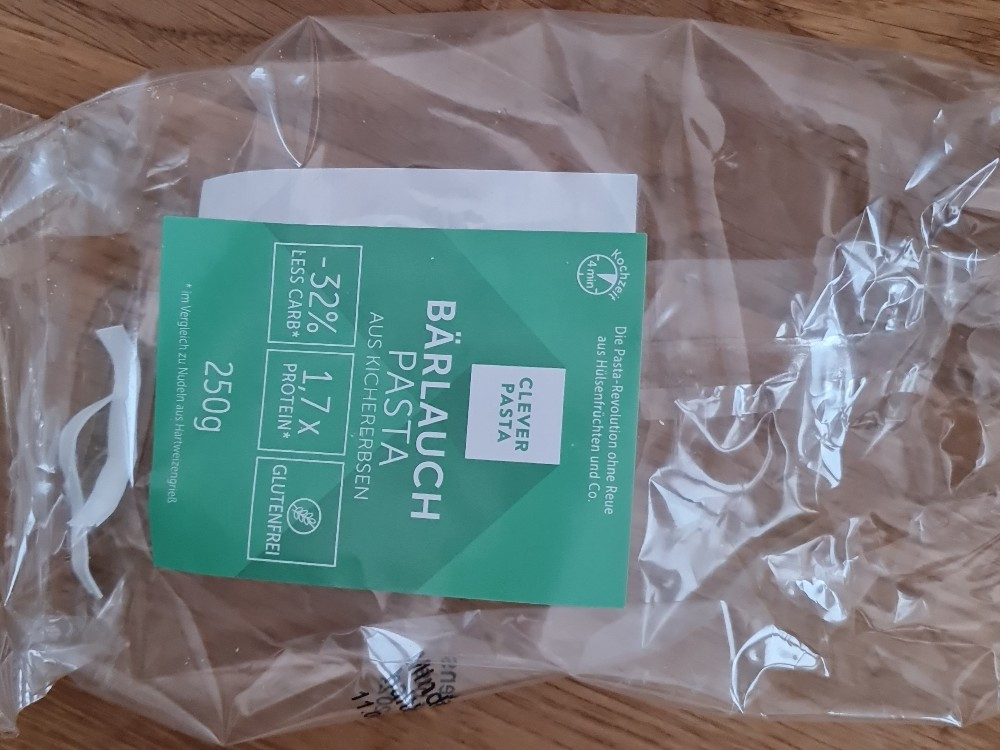 Die Pasta-Revolution ohne Reue
aus Hülsenfrüchten und Co.
Kochzeit
4 min
CLEVER
PASTA
BÄRLAUCH
PASTA
AUS KICHERERBSEN
-32%
LESS CARB*
1,7 x
PROTEIN*
GLUTENFREI
250g
* im Vergleich zu Nudeln aus Hartweizengrieß